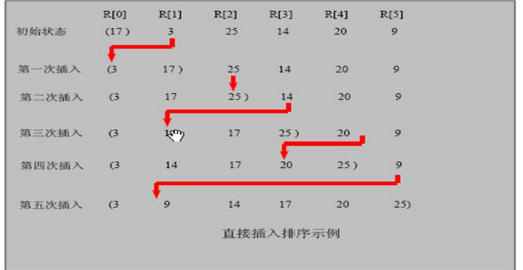 R[0] R[1] R[2] R[3] R[4] R[5]
初始状态 (17) 3 25 14 20 9
第一次插入 (3 17) 25 14 20 9
第二次插入 (3 17 25) 14 20 9
第三次插入 (3 17 25) 20 9
第四次插入 (3 14 17 20 25) 9
第五次插入 (3 9 14 17 20 25)
直接插入排序示例